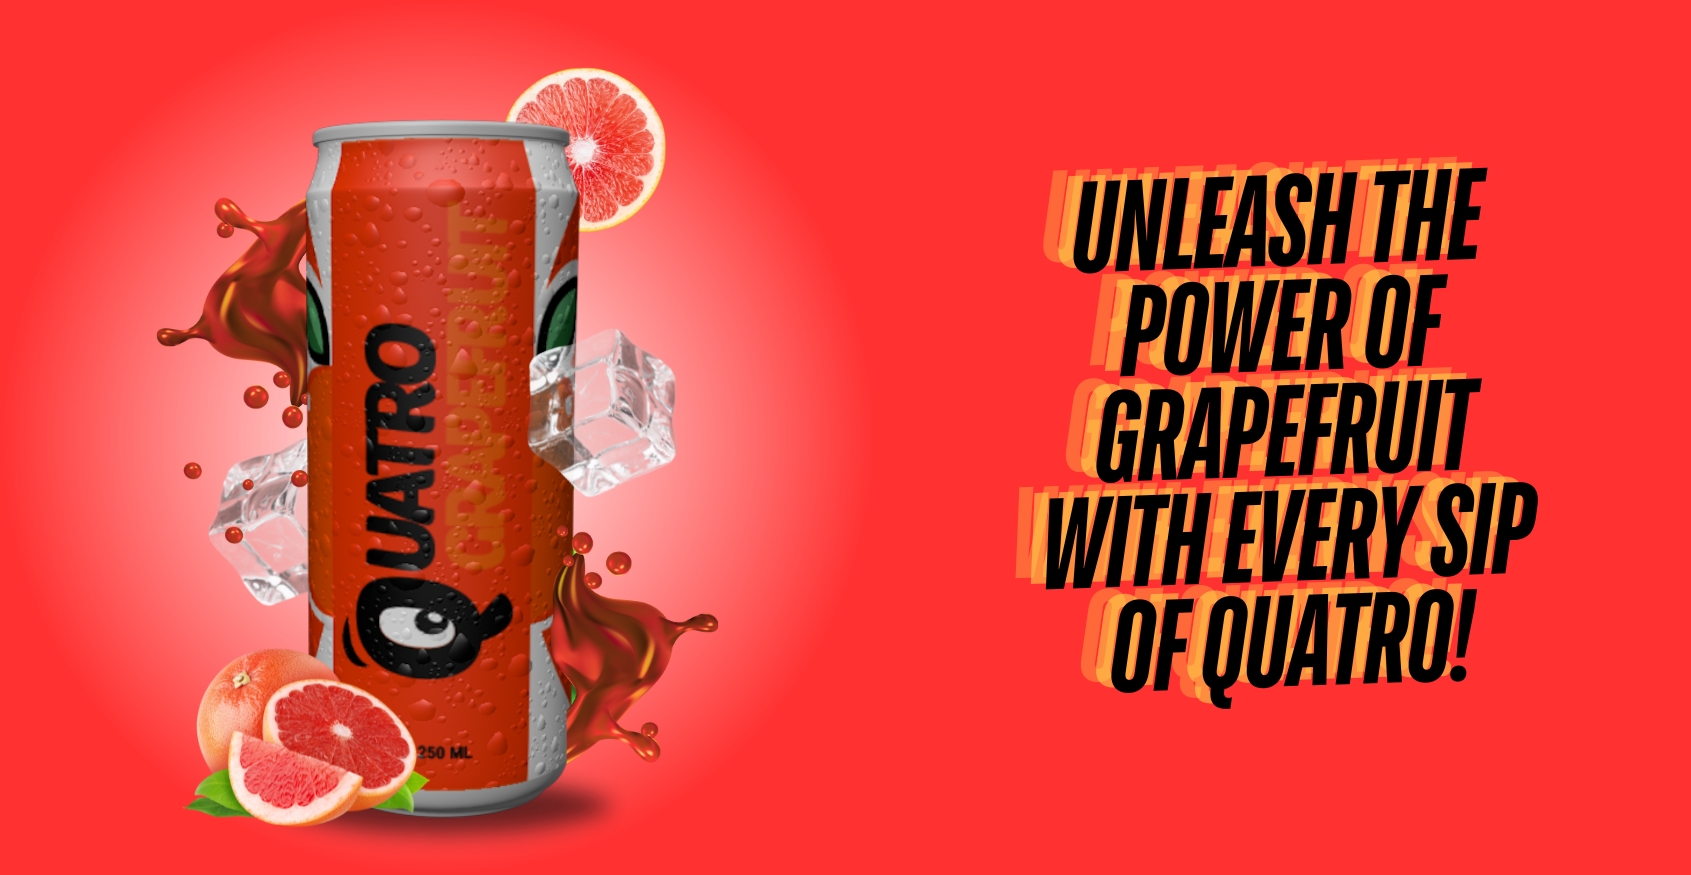 QUATRO
GRAPEFRUIT
250 ML
UNLEASH THE
POWER OF
GRAPEFRUIT
WITH EVERY SIP
OF QUATRO!